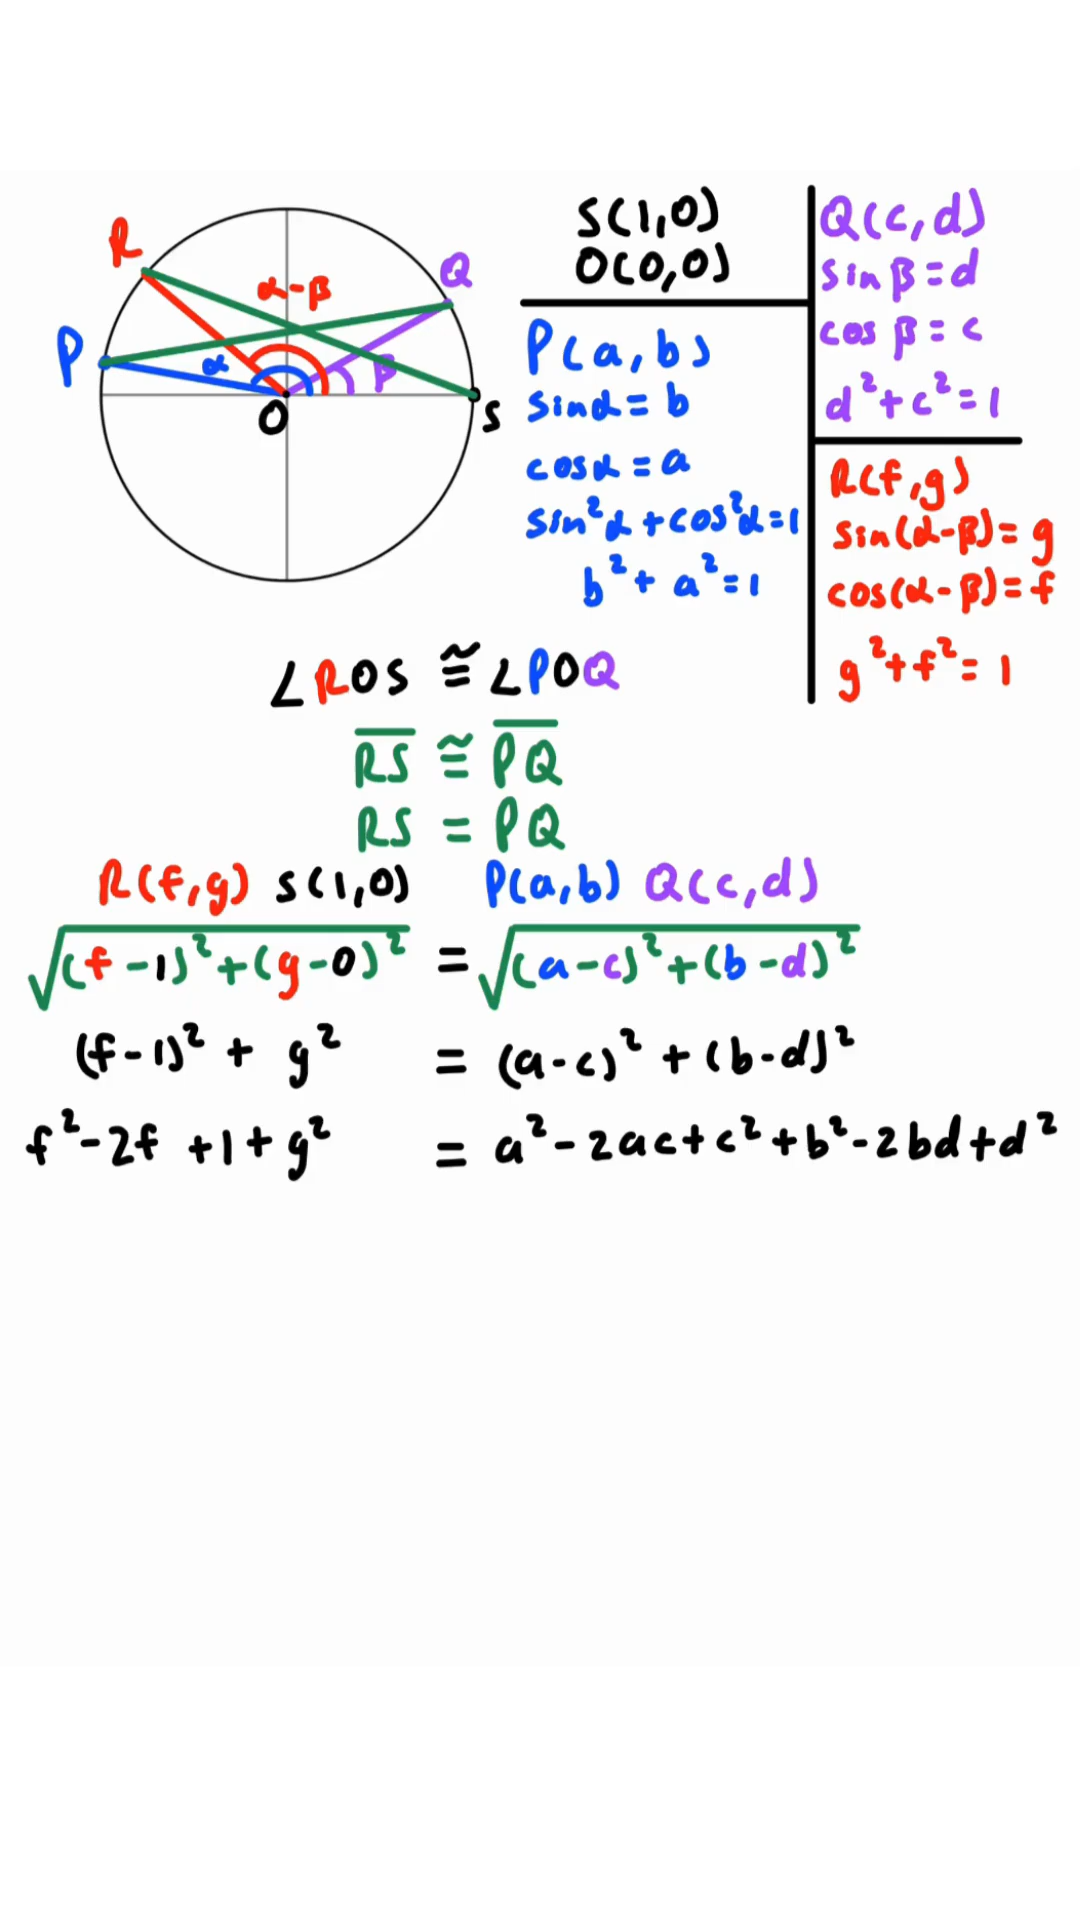 R
α-β
Q
P
α
β
O
S
S(1,0)
O(0,0)
P(a,b)
sinα=b
cosα=a
sin²α+cos²α=1
b²+a²=1
Q(c,d)
sin β=d
cos β=c
d²+c²=1
R(f,g)
sin(α-β)=g
cos(α-β)=f
g²+f²=1
∠ROS ≅ ∠POQ
R̅S̅ ≅ P̅Q̅
RS = PQ
R(f,g) S(1,0) P(a,b) Q(c,d)
√(f-1)²+(g-0)² = √(a-c)²+(b-d)²
(f-1)² + g² = (a-c)² + (b-d)²
f²-2f+1+g² = a²-2ac+c²+b²-2bd+d²